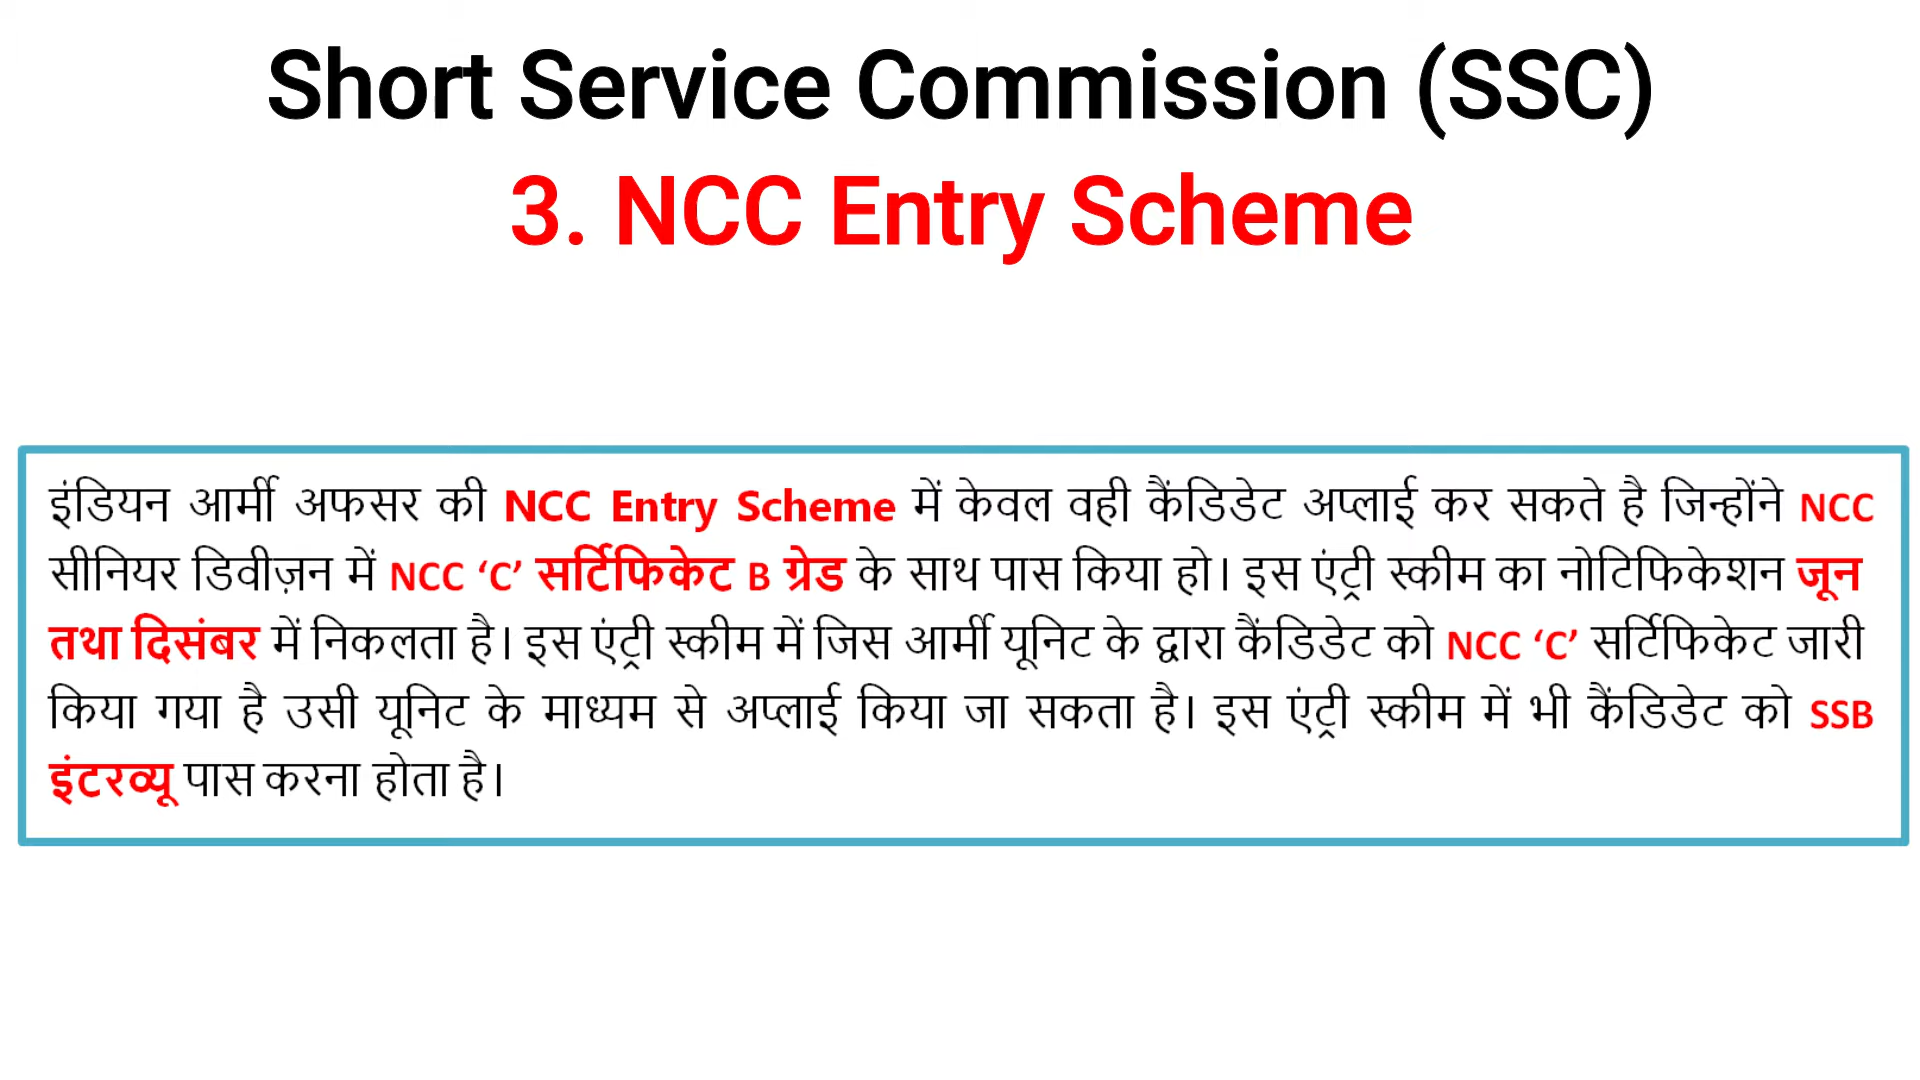 Short Service Commission (SSC)
3. NCC Entry Scheme
इंडियन आर्मी अफसर की NCC Entry Scheme में केवल वही कैंडिडेट अप्लाई कर सकते है जिन्होंने NCC
सीनियर डिवीज़न में NCC ‘C’ सर्टिफिकेट B ग्रेड के साथ पास किया हो। इस एंट्री स्कीम का नोटिफिकेशन जून
तथा दिसंबर में निकलता है। इस एंट्री स्कीम में जिस आर्मी यूनिट के द्वारा कैंडिडेट को NCC ‘C’ सर्टिफिकेट जारी
किया गया है उसी यूनिट के माध्यम से अप्लाई किया जा सकता है। इस एंट्री स्कीम में भी कैंडिडेट को SSB
इंटरव्यू पास करना होता है।